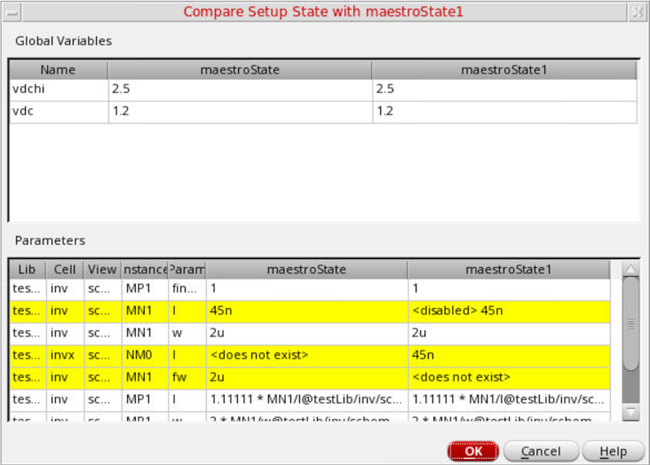 Compare Setup State with maestroState1
Global Variables
Name maestroState maestroState1
vdchi 2.5 2.5
vdc 1.2 1.2
Parameters
Lib Cell View nstance Param maestroState maestroState1
tes... inv sc... MP1 fin... 1 1
tes... inv sc... MN1 l 45n <disabled> 45n
tes... inv sc... MN1 w 2u 2u
tes... invx sc... NM0 l <does not exist> 45n
tes... inv sc... MN1 fw 2u <does not exist>
tes... inv sc... MP1 l 1.11111 * MN1/l@testLib/inv/sc... 1.11111 * MN1/l@testLib/inv/sc...
tes... inv sc... MP1 w 2 * MN1/w@testLib/inv/schem... 2 * MN1/w@testLib/inv/schem...
OK Cancel Help